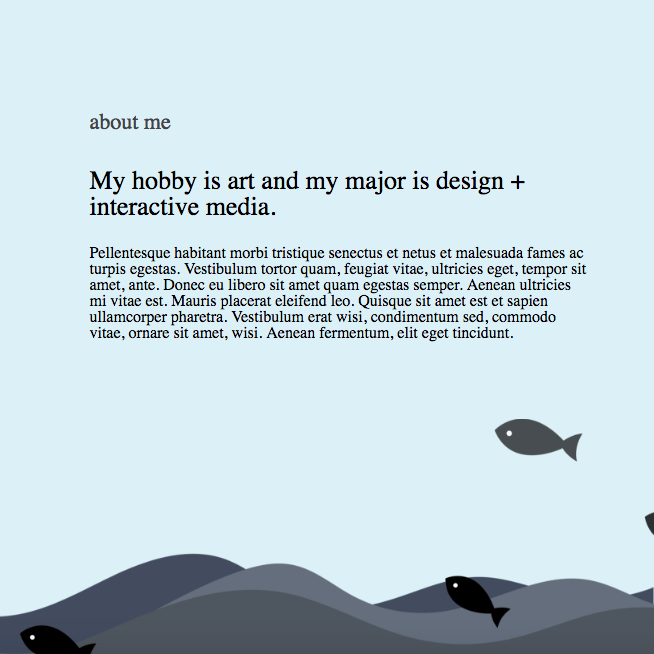 about me
My hobby is art and my major is design +
interactive media.
Pellentesque habitant morbi tristique senectus et netus et malesuada fames ac
turpis egestas. Vestibulum tortor quam, feugiat vitae, ultricies eget, tempor sit
amet, ante. Donec eu libero sit amet quam egestas semper. Aenean ultricies
mi vitae est. Mauris placerat eleifend leo. Quisque sit amet est et sapien
ullamcorper pharetra. Vestibulum erat wisi, condimentum sed, commodo
vitae, ornare sit amet, wisi. Aenean fermentum, elit eget tincidunt.